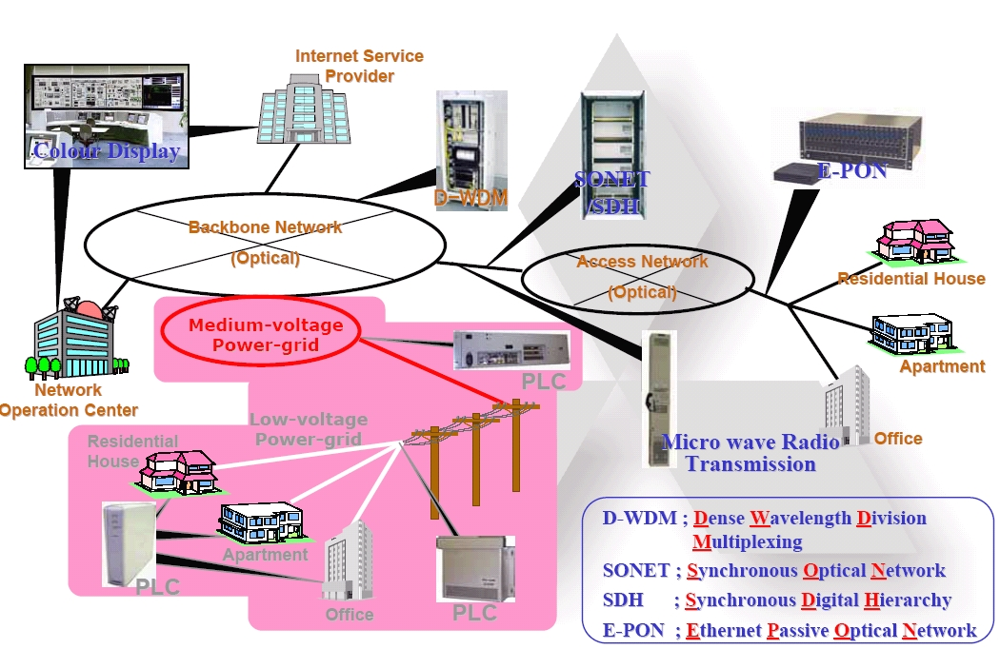 Internet Service
Provider
Colour Display
D-WDM
SONET
/SDH
E-PON
Backbone Network
(Optical)
Access Network
(Optical)
Residential House
Medium-voltage
Power-grid
PLC
Apartment
Network
Operation Center
Low-voltage
Power-grid
Residential
House
Micro wave Radio
Transmission
Office
Apartment
PLC
Office
PLC
D-WDM ; Dense Wavelength Division
Multiplexing
SONET ; Synchronous Optical Network
SDH ; Synchronous Digital Hierarchy
E-PON ; Ethernet Passive Optical Network